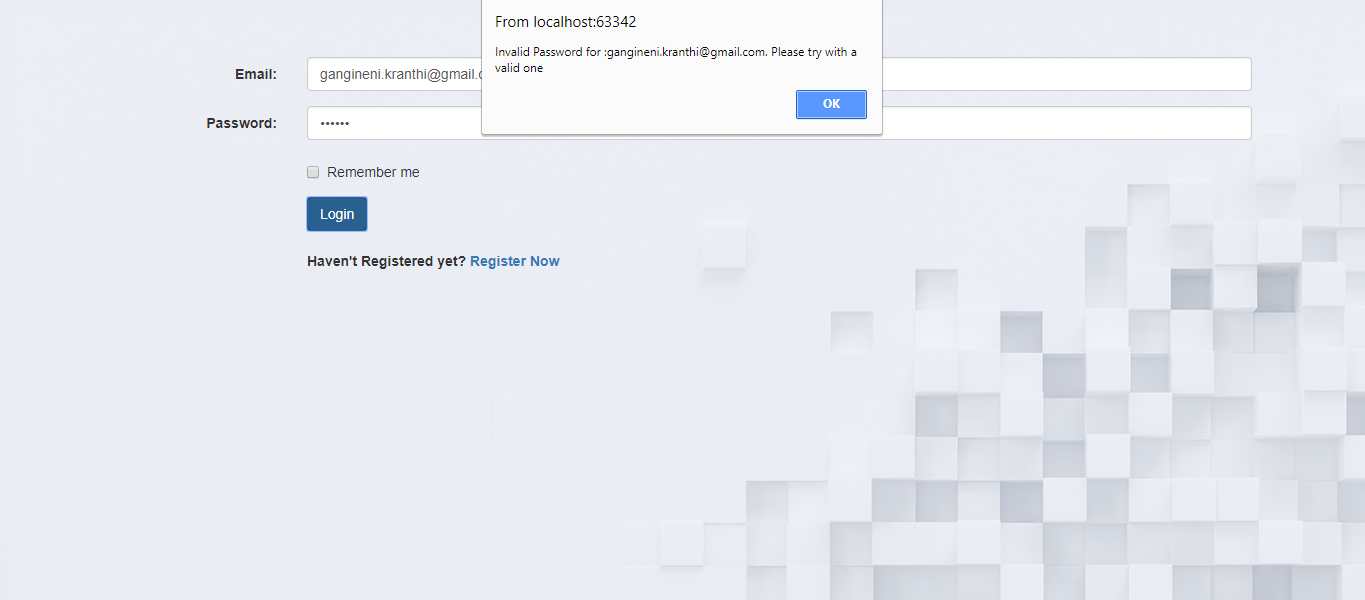 From localhost:63342
Invalid Password for :gangineni.kranthi@gmail.com. Please try with a
valid one
OK
Email:
gangineni.kranthi@gmail.c
Password:
••••••
Remember me
Login
Haven't Registered yet? Register Now